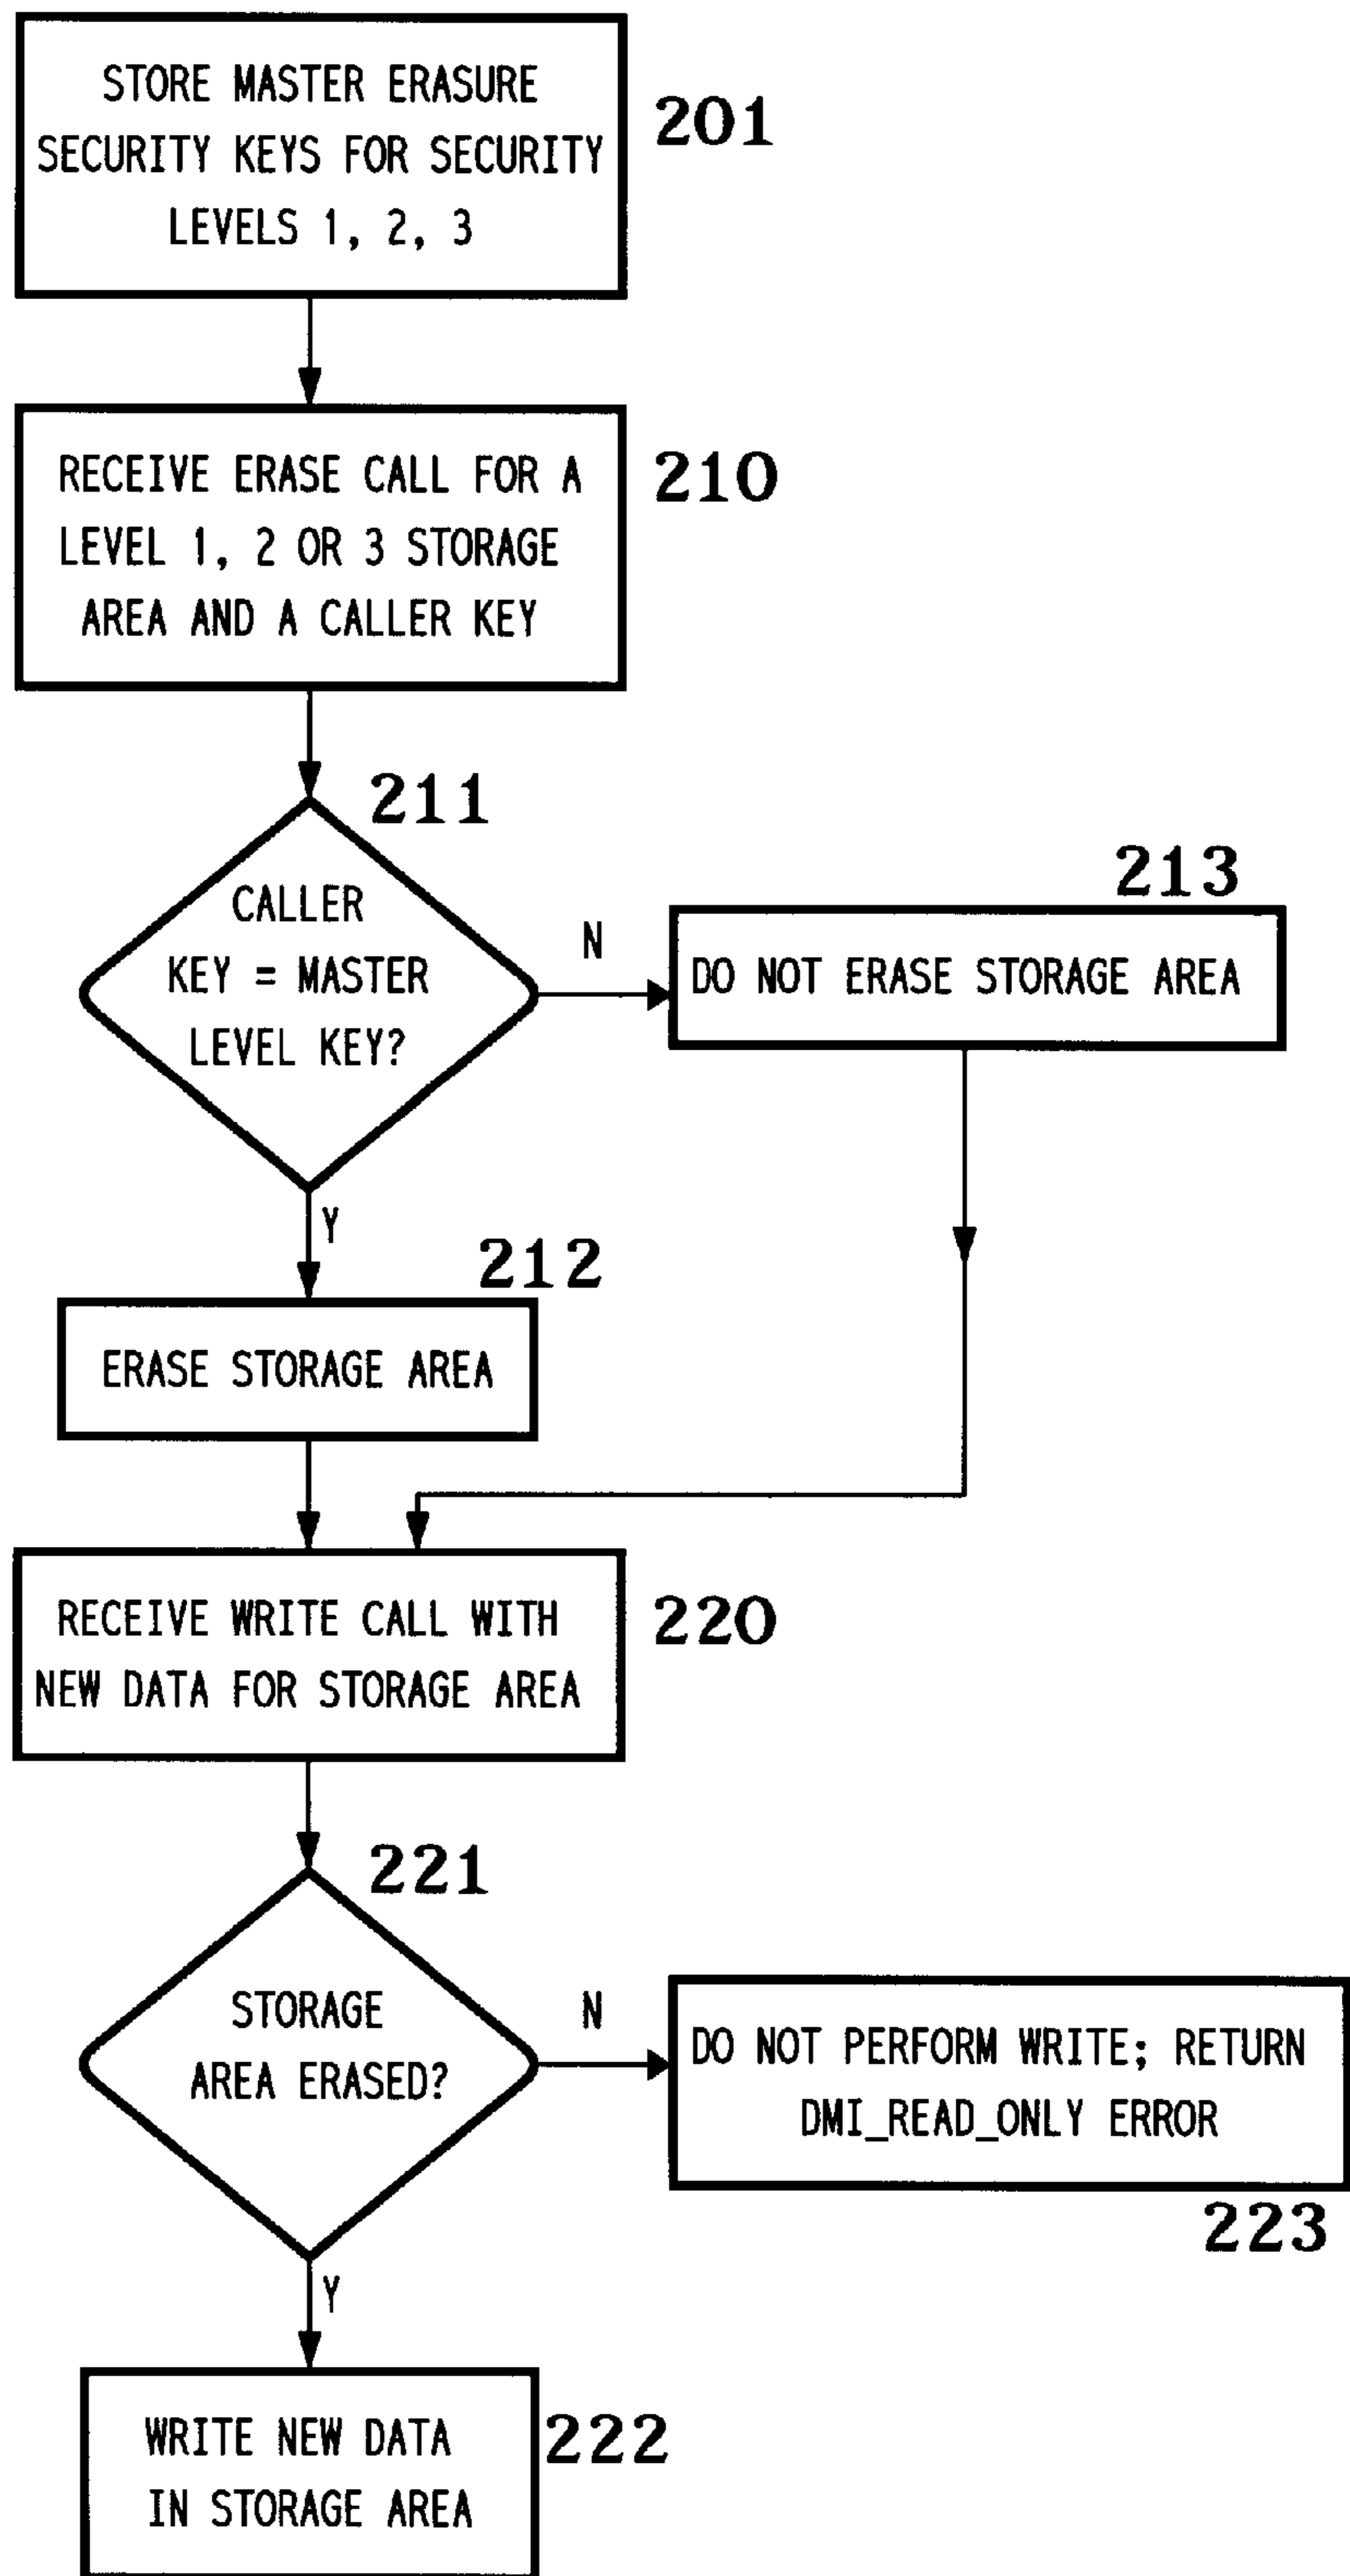 STORE MASTER ERASURE
SECURITY KEYS FOR SECURITY
LEVELS 1, 2, 3
201
RECEIVE ERASE CALL FOR A
LEVEL 1, 2 OR 3 STORAGE
AREA AND A CALLER KEY
210
211
CALLER
KEY = MASTER
LEVEL KEY?
N
213
DO NOT ERASE STORAGE AREA
Y
212
ERASE STORAGE AREA
RECEIVE WRITE CALL WITH
NEW DATA FOR STORAGE AREA
220
221
STORAGE
AREA ERASED?
N
DO NOT PERFORM WRITE; RETURN
DMI_READ_ONLY ERROR
223
Y
WRITE NEW DATA
IN STORAGE AREA
222